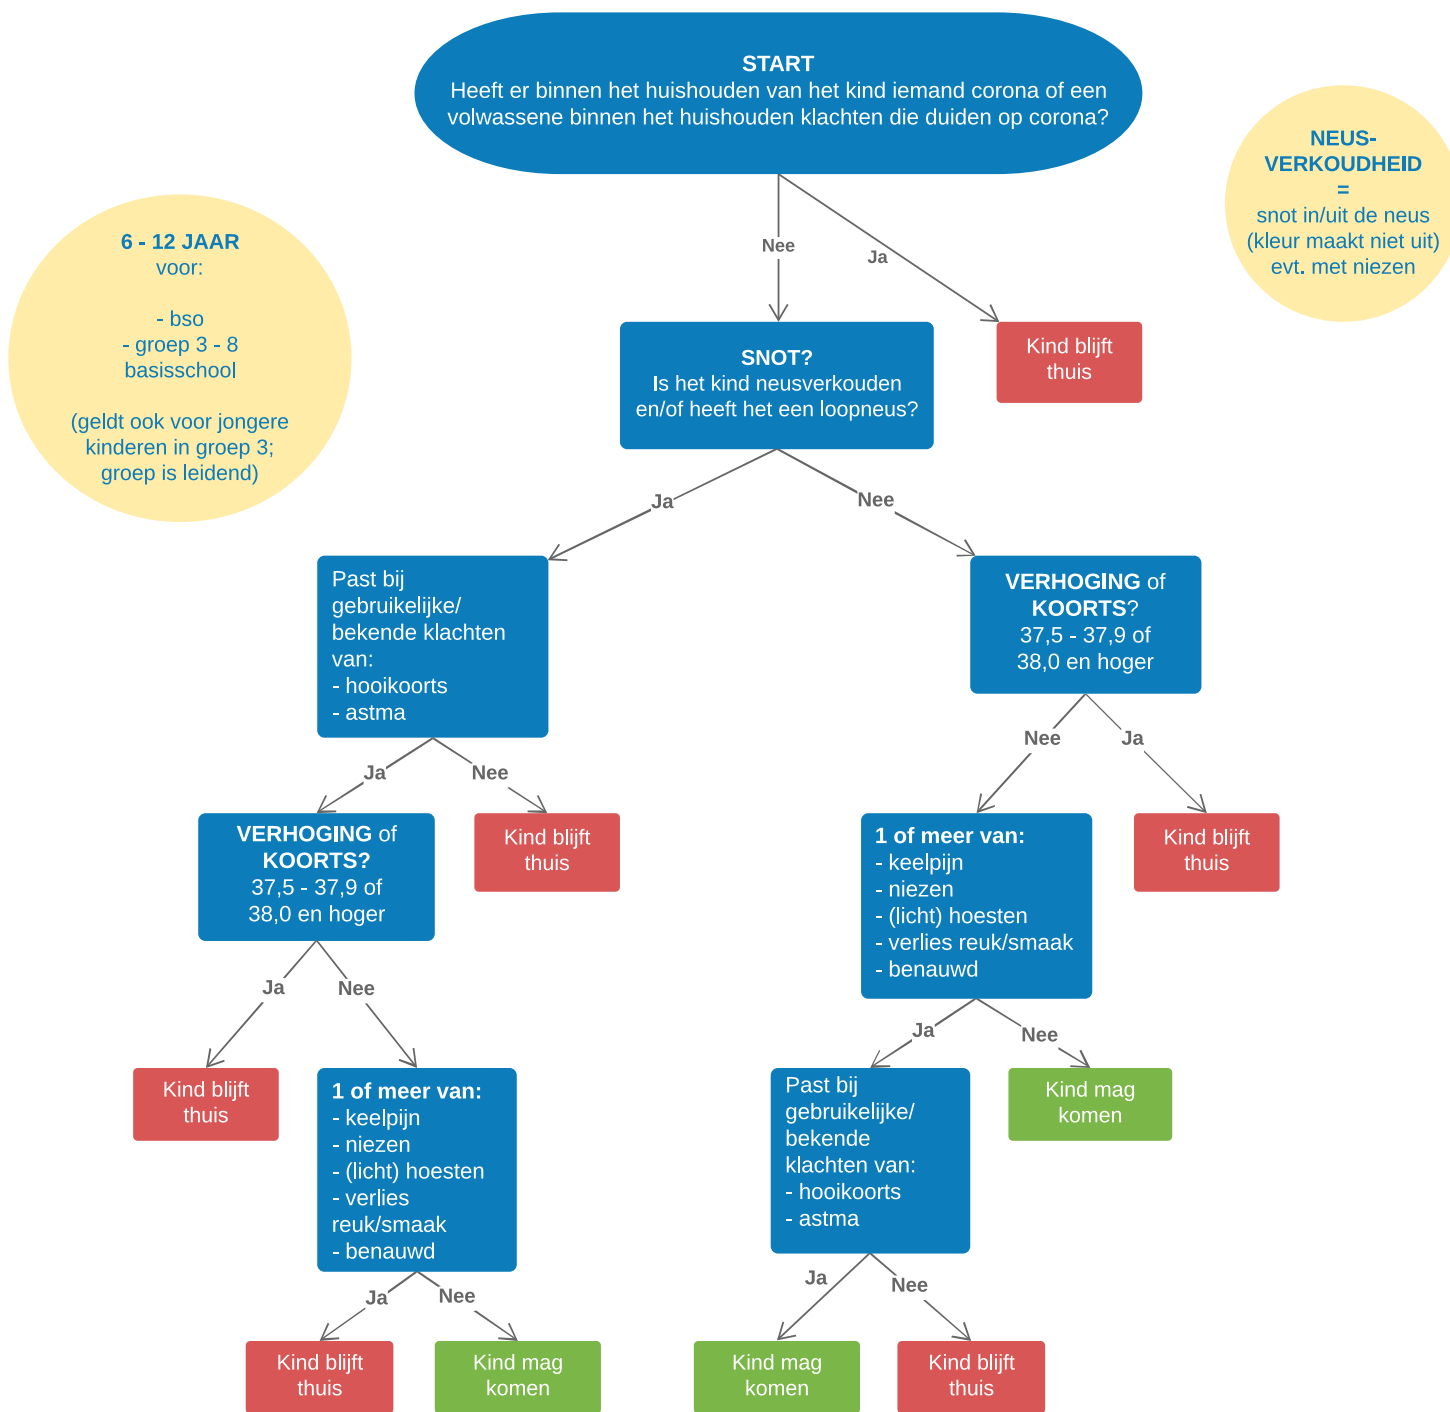 START
Heeft er binnen het huishouden van het kind iemand corona of een
volwassene binnen het huishouden klachten die duiden op corona?
NEUS-
VERKOUDHEID
=
snot in/uit de neus
(kleur maakt niet uit)
evt. met niezen
6 - 12 JAAR
voor:
- bso
- groep 3 - 8
basisschool
(geldt ook voor jongere
kinderen in groep 3;
groep is leidend)
Nee
Ja
SNOT?
Is het kind neusverkouden
en/of heeft het een loopneus?
Kind blijft
thuis
Ja
Nee
Past bij
gebruikelijke/
bekende klachten
van:
- hooikoorts
- astma
VERHOGING of
KOORTS?
37,5 - 37,9 of
38,0 en hoger
Ja
Nee
Nee
Ja
VERHOGING of
KOORTS?
37,5 - 37,9 of
38,0 en hoger
Kind blijft
thuis
1 of meer van:
- keelpijn
- niezen
- (licht) hoesten
- verlies reuk/smaak
- benauwd
Kind blijft
thuis
Ja
Nee
Ja
Nee
Kind blijft
thuis
1 of meer van:
- keelpijn
- niezen
- (licht) hoesten
- verlies
reuk/smaak
- benauwd
Past bij
gebruikelijke/
bekende
klachten van:
- hooikoorts
- astma
Kind mag
komen
Ja
Nee
Ja
Nee
Kind blijft
thuis
Kind mag
komen
Kind mag
komen
Kind blijft
thuis